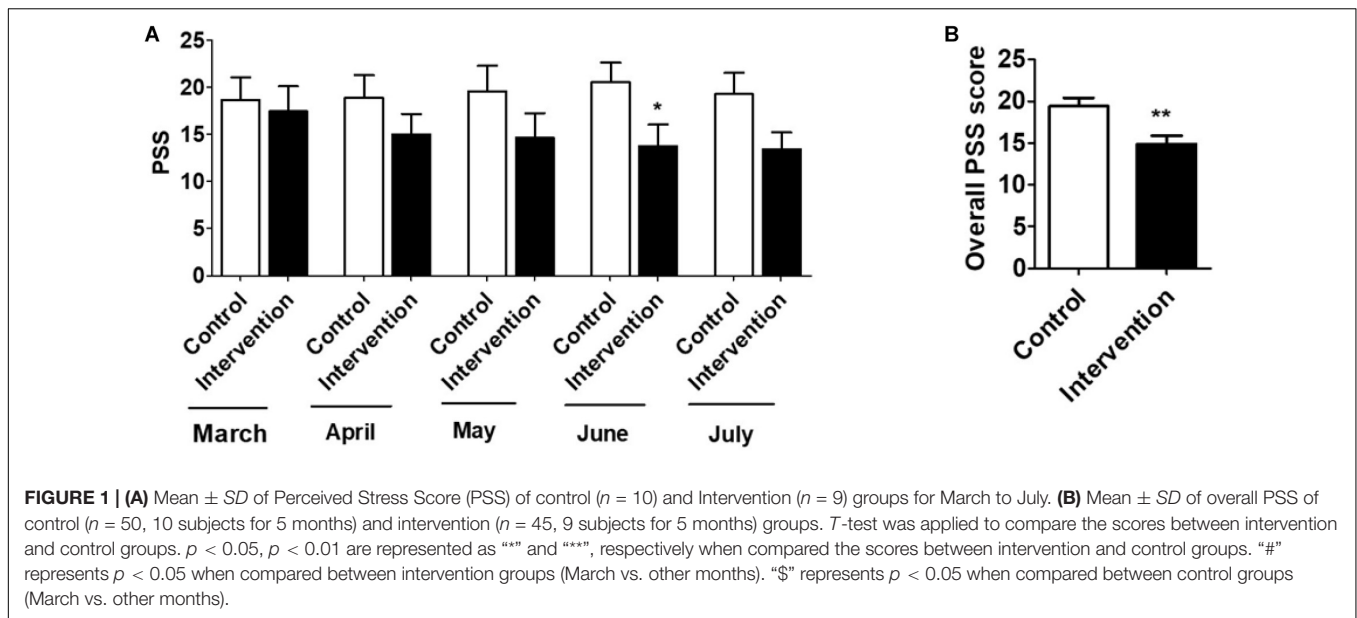 A
25
20
15
10
5
0
PSS
*
Control
Intervention
Control
Intervention
Control
Intervention
Control
Intervention
Control
Intervention
March
April
May
June
July
B
25
20
15
10
5
0
Overall PSS score
**
Control
Intervention
FIGURE 1 | (A) Mean ± SD of Perceived Stress Score (PSS) of control (n = 10) and Intervention (n = 9) groups for March to July. (B) Mean ± SD of overall PSS of
control (n = 50, 10 subjects for 5 months) and intervention (n = 45, 9 subjects for 5 months) groups. T-test was applied to compare the scores between intervention
and control groups. p < 0.05, p < 0.01 are represented as “*” and “**”, respectively when compared the scores between intervention and control groups. “#”
represents p < 0.05 when compared between intervention groups (March vs. other months). “$” represents p < 0.05 when compared between control groups
(March vs. other months).